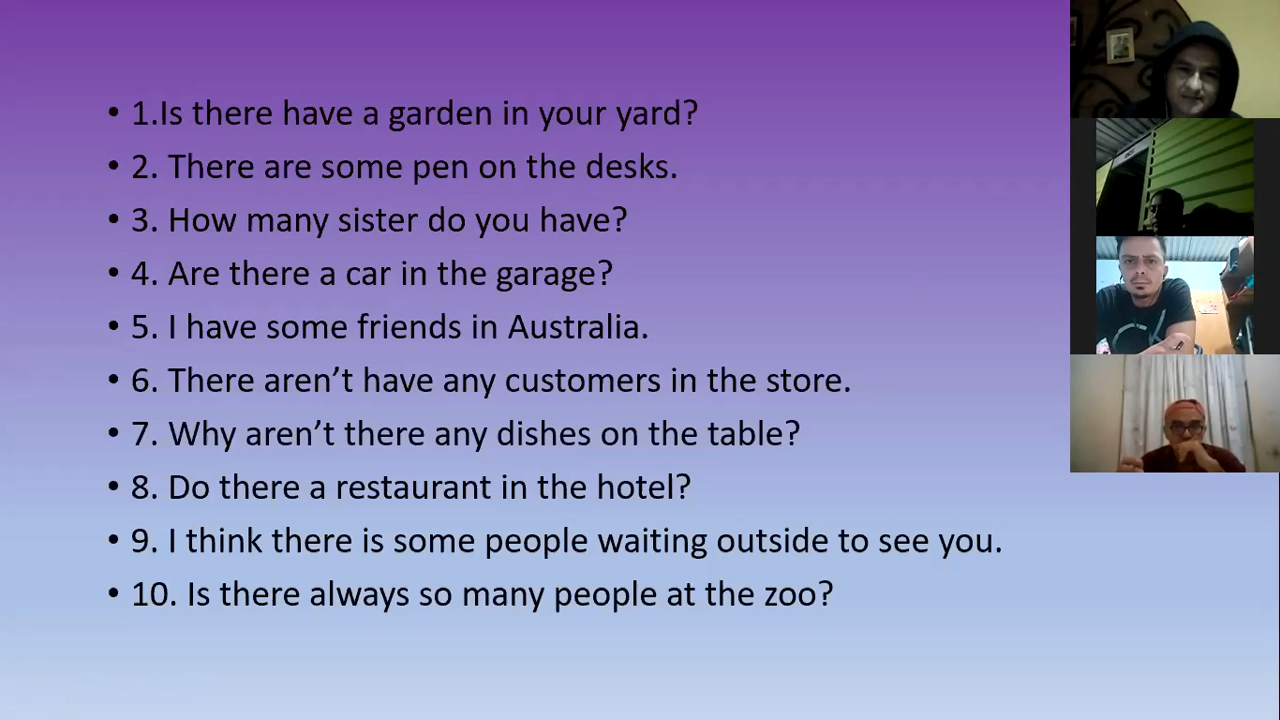 • 1.Is there have a garden in your yard?
• 2. There are some pen on the desks.
• 3. How many sister do you have?
• 4. Are there a car in the garage?
• 5. I have some friends in Australia.
• 6. There aren’t have any customers in the store.
• 7. Why aren’t there any dishes on the table?
• 8. Do there a restaurant in the hotel?
• 9. I think there is some people waiting outside to see you.
• 10. Is there always so many people at the zoo?